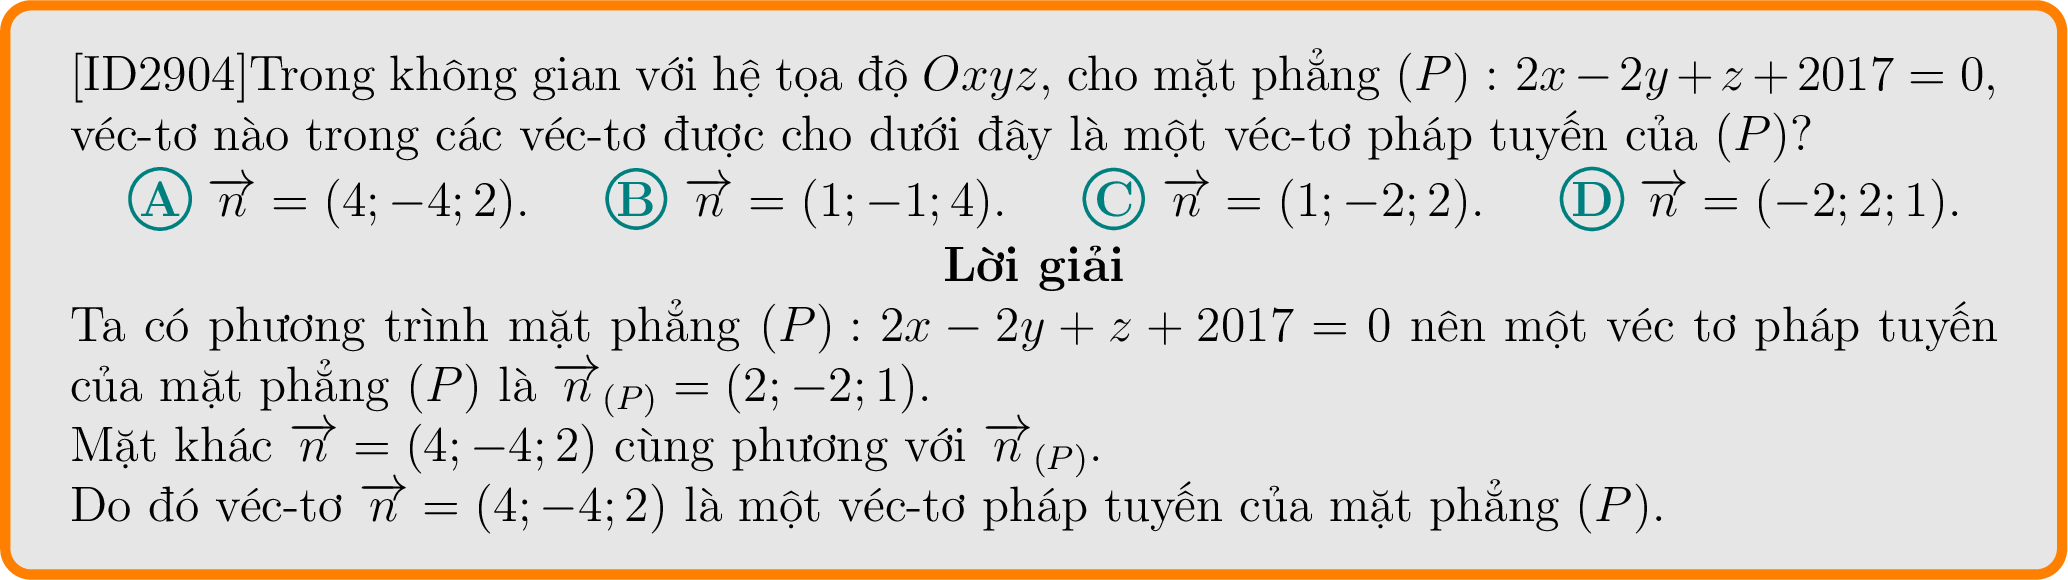 [ID2904]Trong không gian với hệ tọa độ $Oxyz$, cho mặt phẳng $(P) : 2x - 2y + z + 2017 = 0$,
véc-tơ nào trong các véc-tơ được cho dưới đây là một véc-tơ pháp tuyến của $(P)$?
Ⓐ $\overrightarrow{n} = (4; -4; 2)$. Ⓑ $\overrightarrow{n} = (1; -1; 4)$. Ⓒ $\overrightarrow{n} = (1; -2; 2)$. Ⓓ $\overrightarrow{n} = (-2; 2; 1)$.
Lời giải
Ta có phương trình mặt phẳng $(P) : 2x - 2y + z + 2017 = 0$ nên một véc tơ pháp tuyến
của mặt phẳng $(P)$ là $\overrightarrow{n}_{(P)} = (2; -2; 1)$.
Mặt khác $\overrightarrow{n} = (4; -4; 2)$ cùng phương với $\overrightarrow{n}_{(P)}$.
Do đó véc-tơ $\overrightarrow{n} = (4; -4; 2)$ là một véc-tơ pháp tuyến của mặt phẳng $(P)$.